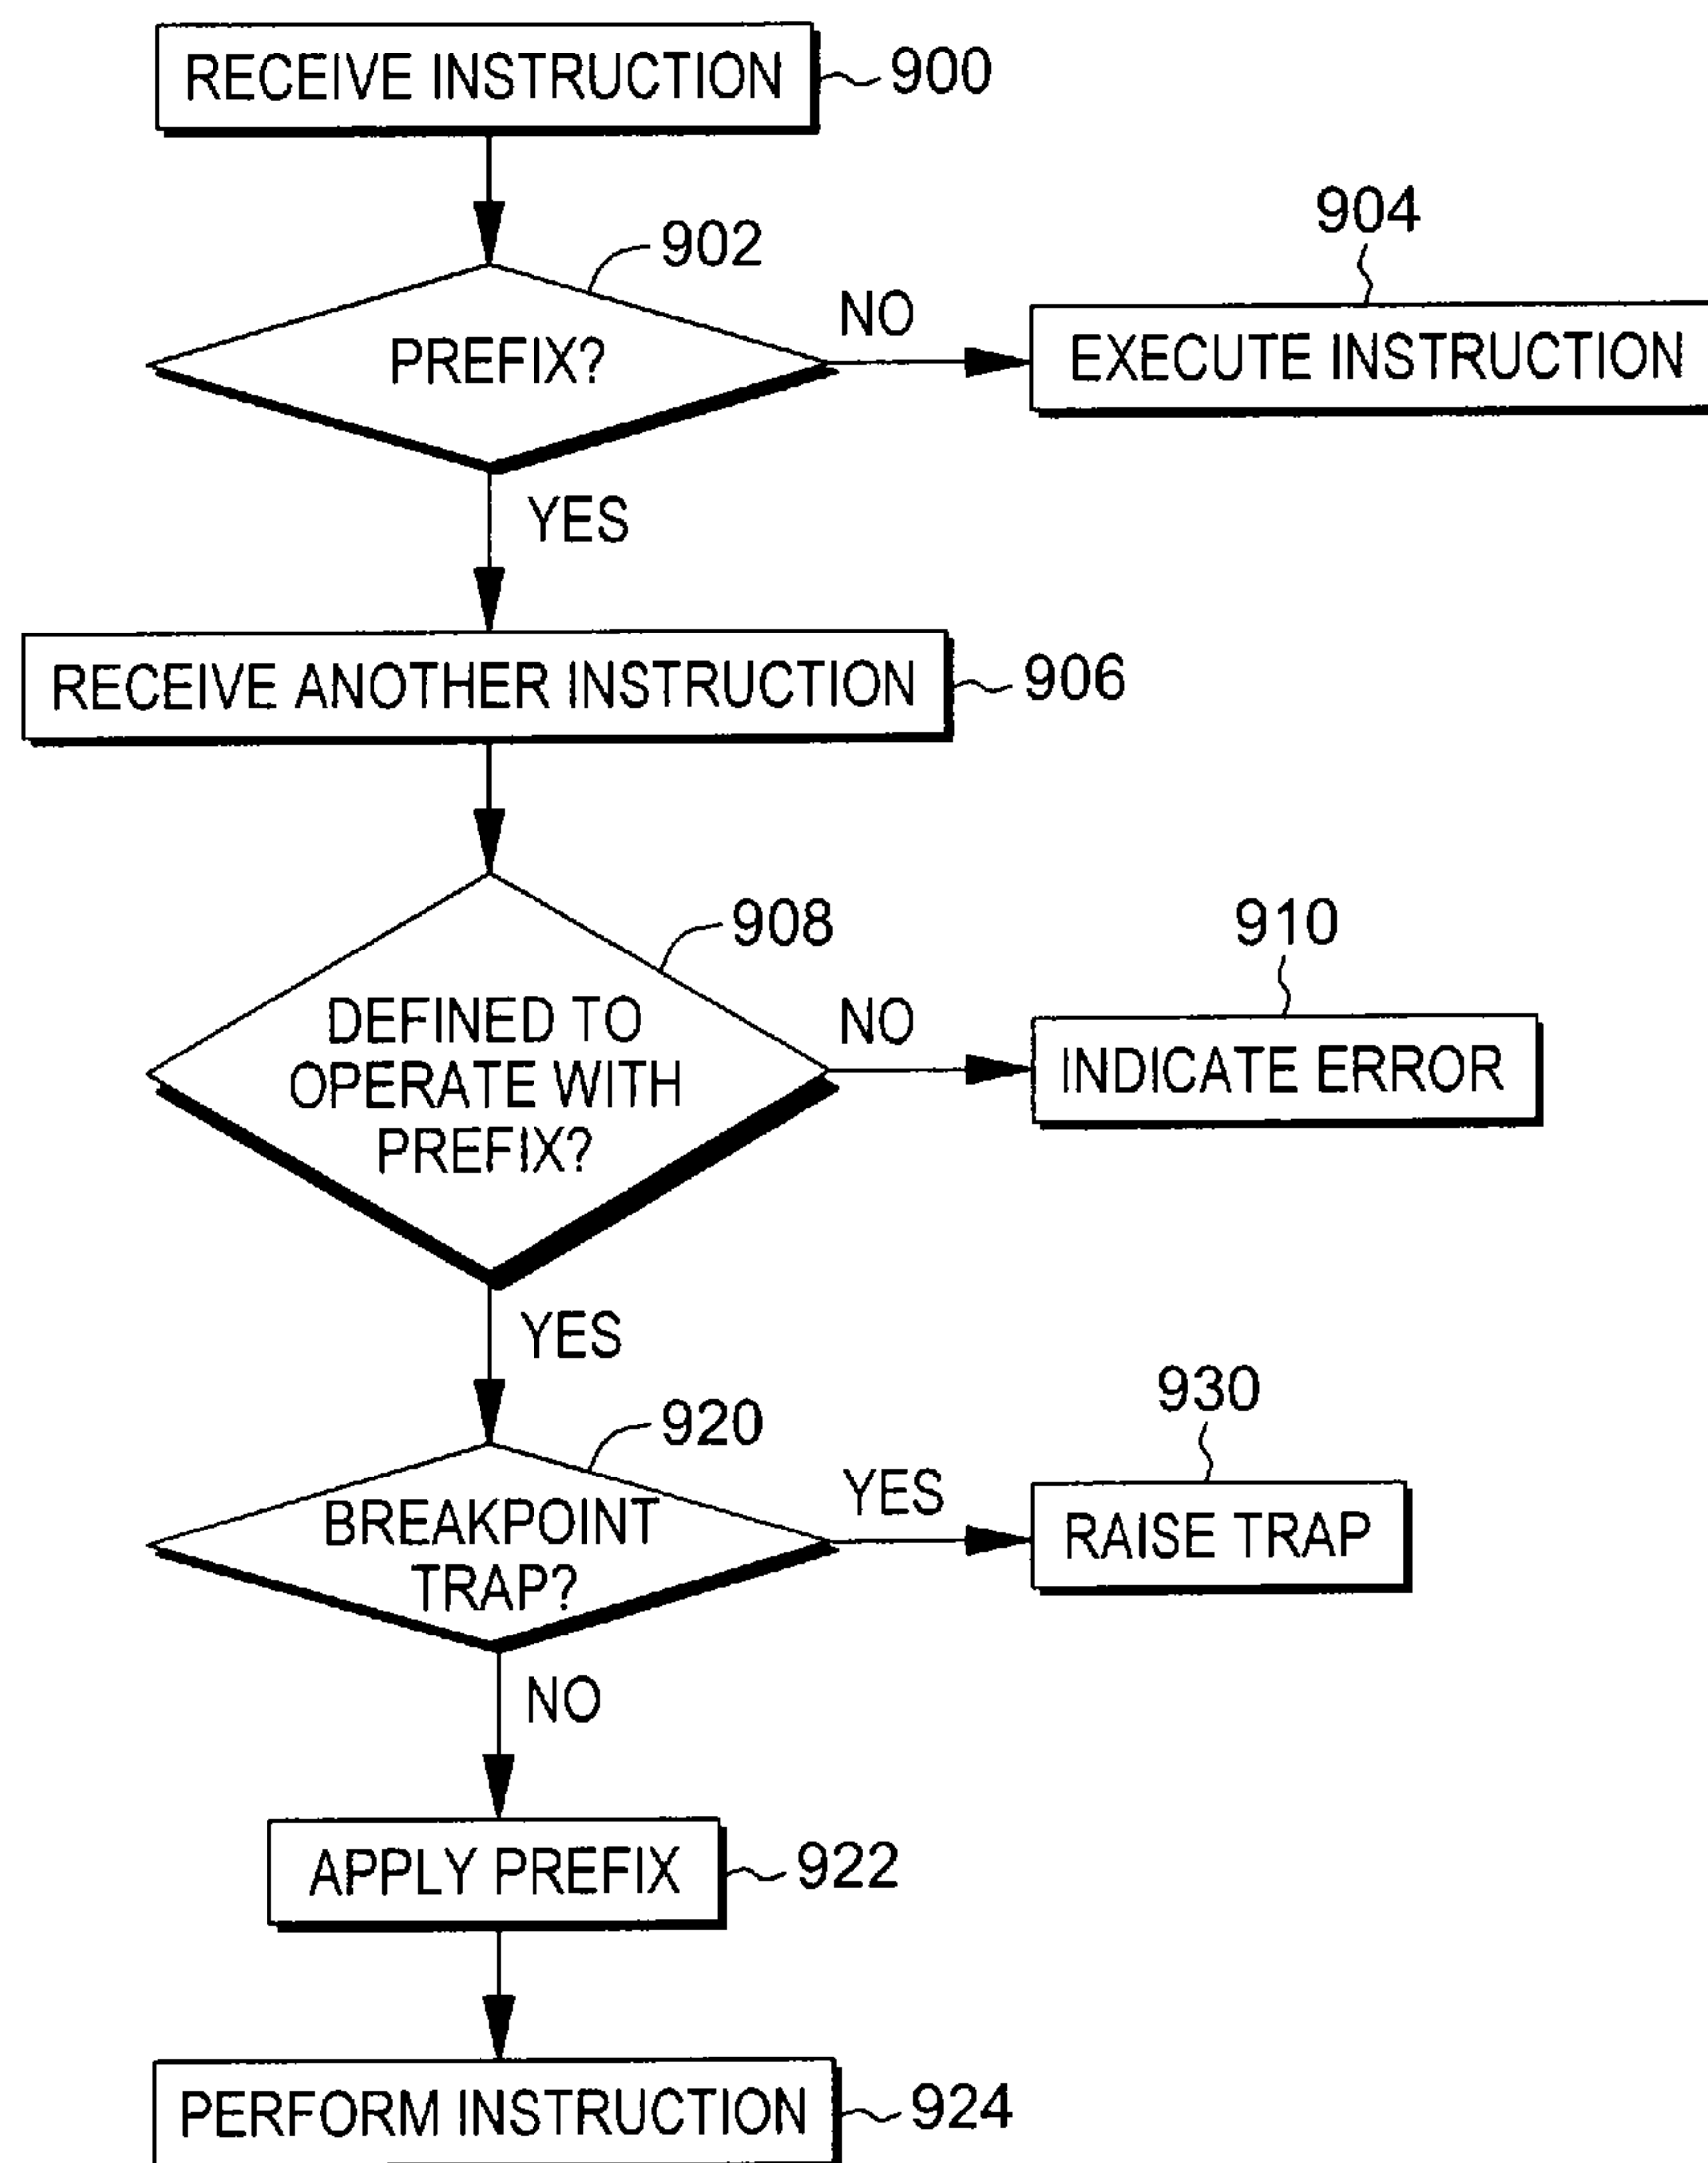 RECEIVE INSTRUCTION
900
902
904
PREFIX?
NO
EXECUTE INSTRUCTION
YES
RECEIVE ANOTHER INSTRUCTION
906
908
910
DEFINED TO
OPERATE WITH
PREFIX?
NO
INDICATE ERROR
YES
920
930
BREAKPOINT
TRAP?
YES
RAISE TRAP
NO
APPLY PREFIX
922
PERFORM INSTRUCTION
924